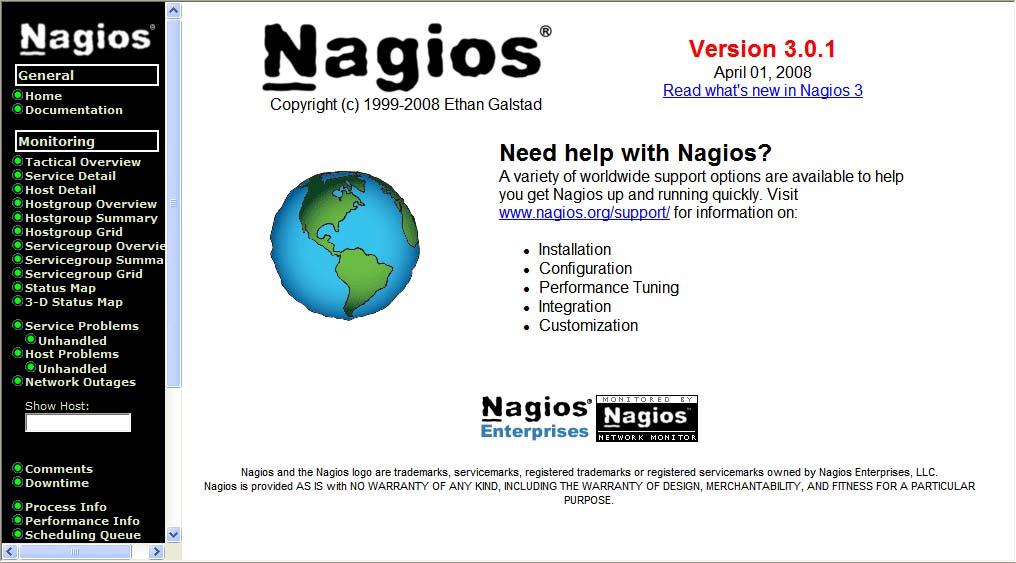 Nagios®
General
Home
Documentation
Monitoring
Tactical Overview
Service Detail
Host Detail
Hostgroup Overview
Hostgroup Summary
Hostgroup Grid
Servicegroup Overvie
Servicegroup Summa
Servicegroup Grid
Status Map
3-D Status Map
Service Problems
Unhandled
Host Problems
Unhandled
Network Outages
Show Host:
Comments
Downtime
Process Info
Performance Info
Scheduling Queue
Nagios®
Copyright (c) 1999-2008 Ethan Galstad
Version 3.0.1
April 01, 2008
Read what's new in Nagios 3
Need help with Nagios?
A variety of worldwide support options are available to help
you get Nagios up and running quickly. Visit
www.nagios.org/support/ for information on:
• Installation
• Configuration
• Performance Tuning
• Integration
• Customization
Nagios®
Enterprises
MONITORED BY
Nagios™
NETWORK MONITOR
Nagios and the Nagios logo are trademarks, servicemarks, registered trademarks or registered servicemarks owned by Nagios Enterprises, LLC.
Nagios is provided AS IS with NO WARRANTY OF ANY KIND, INCLUDING THE WARRANTY OF DESIGN, MERCHANTABILITY, AND FITNESS FOR A PARTICULAR
PURPOSE.